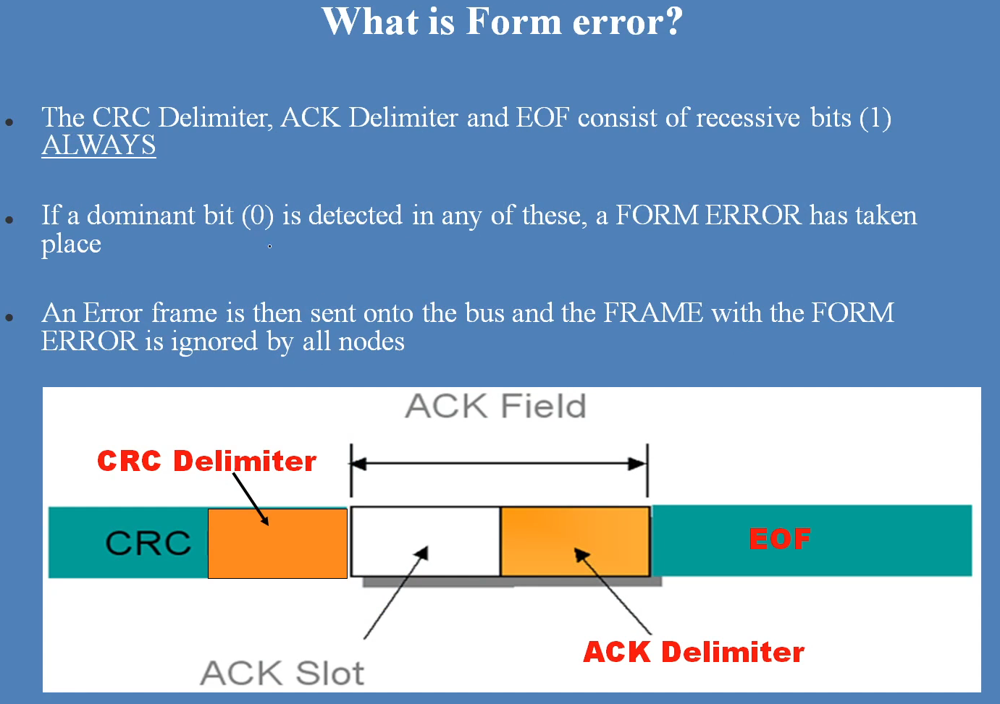 What is Form error?
The CRC Delimiter, ACK Delimiter and EOF consist of recessive bits (1)
ALWAYS
If a dominant bit (0) is detected in any of these, a FORM ERROR has taken
place
An Error frame is then sent onto the bus and the FRAME with the FORM
ERROR is ignored by all nodes
ACK Field
CRC Delimiter
CRC
EOF
ACK Delimiter
ACK Slot